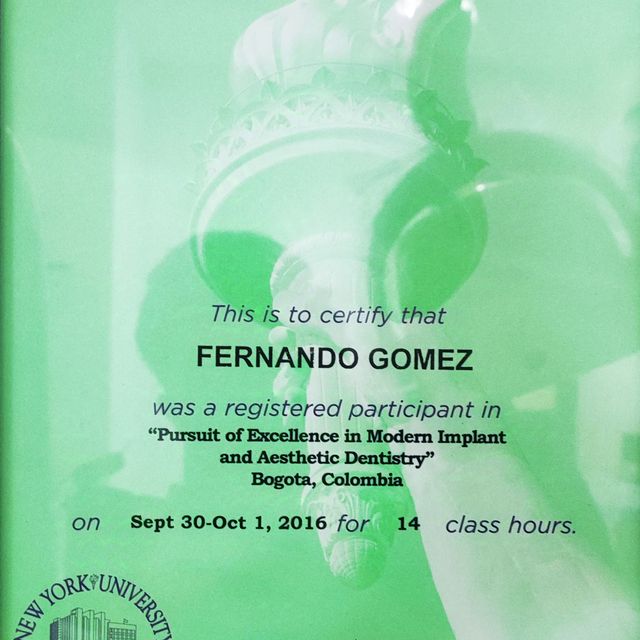 This is to certify that
FERNANDO GOMEZ
was a registered participant in
“Pursuit of Excellence in Modern Implant
and Aesthetic Dentistry”
Bogota, Colombia
on Sept 30-Oct 1, 2016 for 14 class hours.
NEW YORK UNIVERSITY